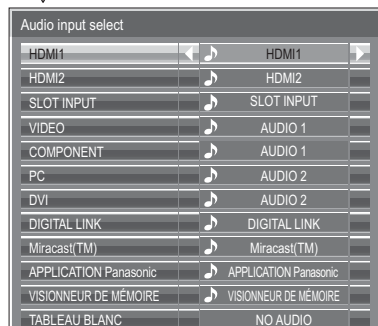 Audio input select
HDMI1 HDMI1
HDMI2 HDMI2
SLOT INPUT SLOT INPUT
VIDEO AUDIO 1
COMPONENT AUDIO 1
PC AUDIO 2
DVI AUDIO 2
DIGITAL LINK DIGITAL LINK
Miracast(TM) Miracast(TM)
APPLICATION Panasonic APPLICATION Panasonic
VISIONNEUR DE MÉMOIRE VISIONNEUR DE MÉMOIRE
TABLEAU BLANC NO AUDIO